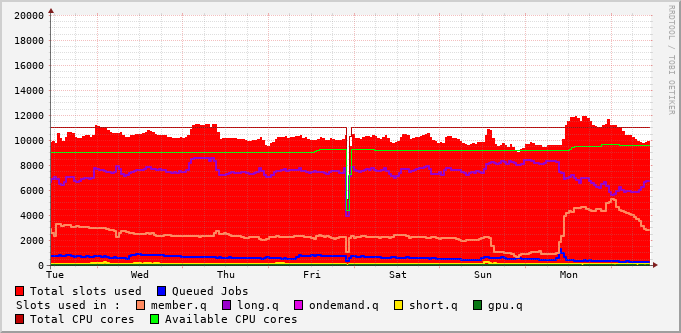 RRDTOOL / TOBI OETIKER
20000
18000
16000
14000
12000
10000
8000
6000
4000
2000
0
Tue Wed Thu Fri Sat Sun Mon
Total slots used Queued Jobs
Slots used in : member.q long.q ondemand.q short.q gpu.q
Total CPU cores Available CPU cores